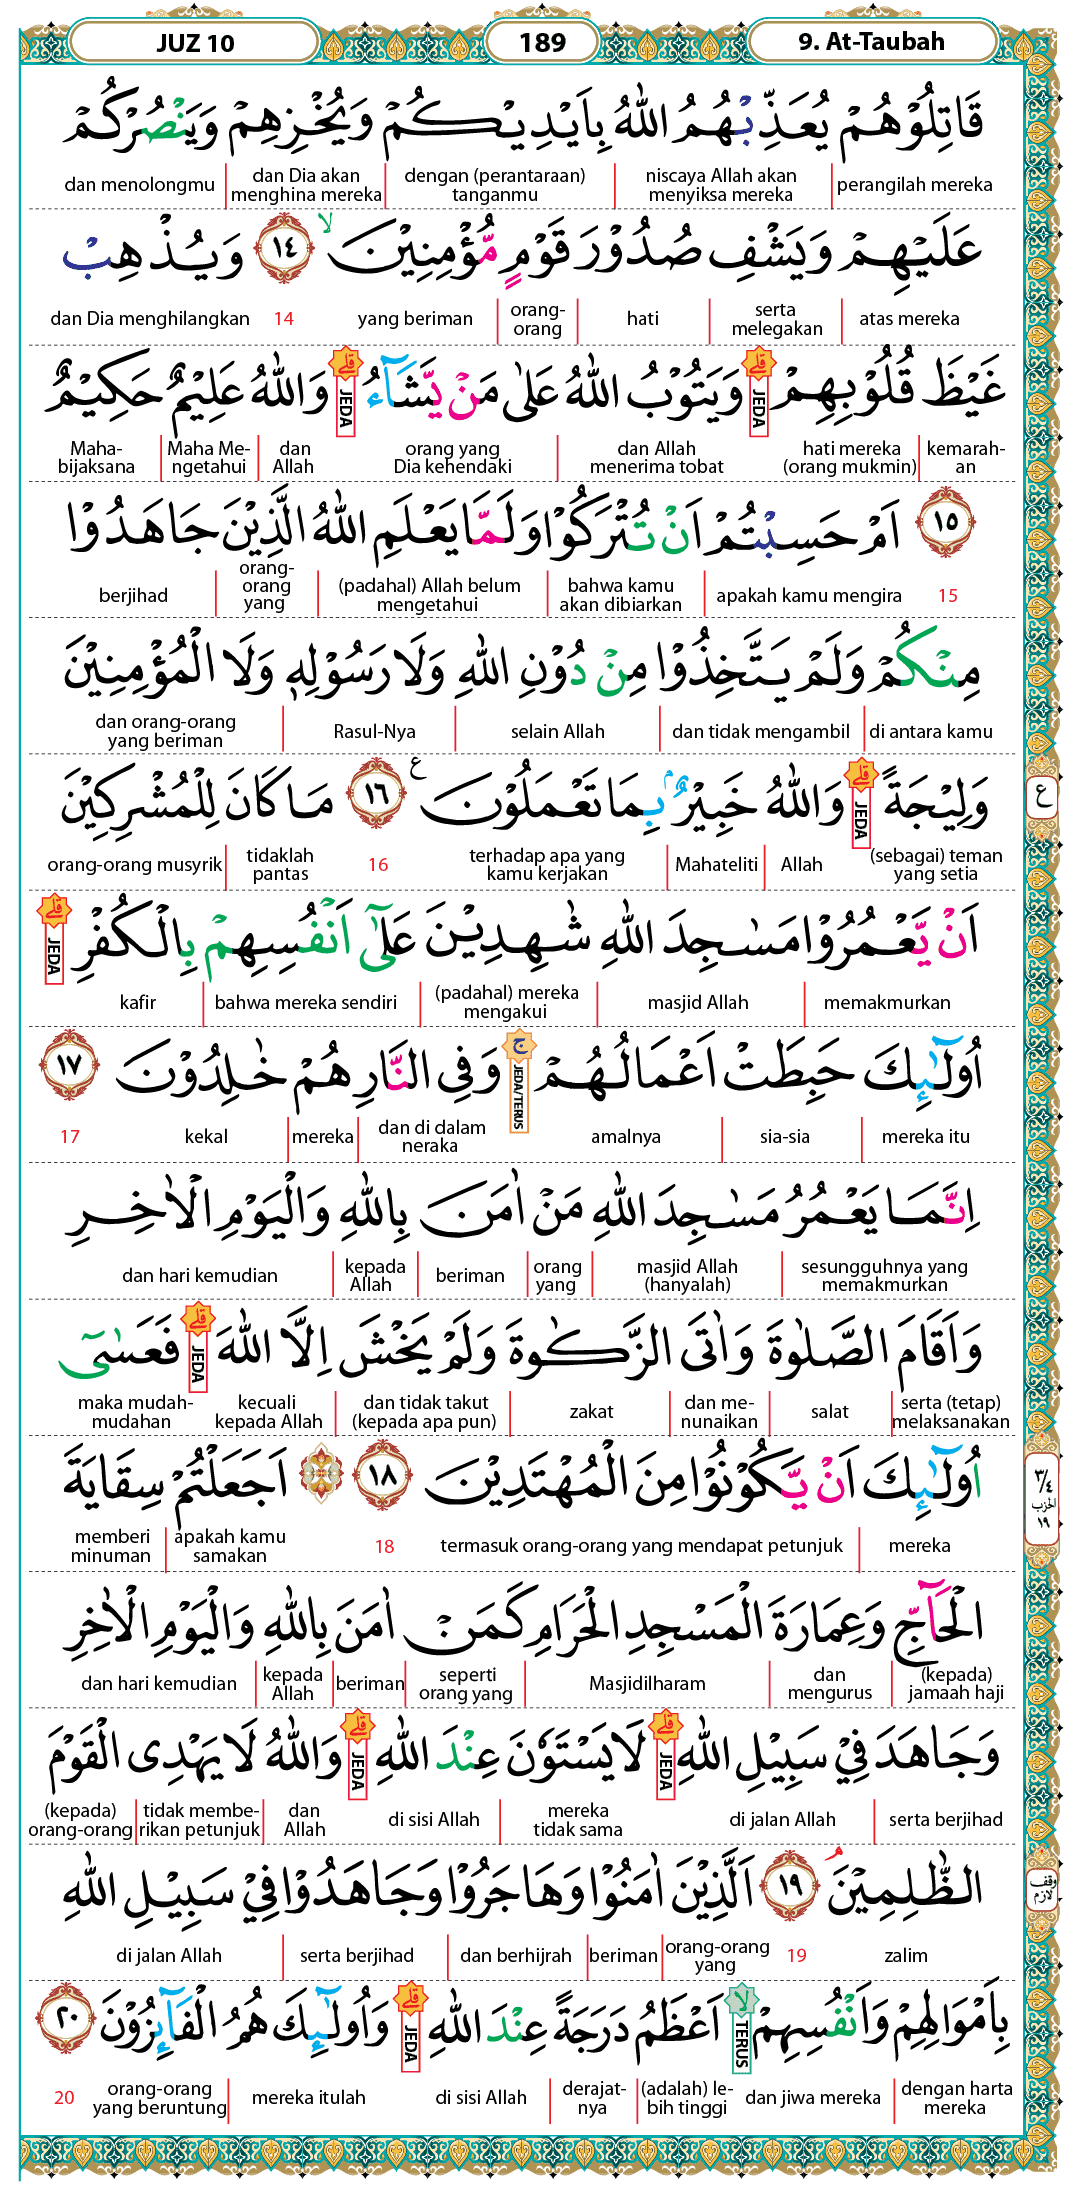 JUZ 10
189
9. At-Taubah
قَاتِلُوْهُمْ يُعَذِّبْهُمُ اللّٰهُ بِاَيْدِيْكُمْ وَيُخْزِهِمْ وَيَنْصُرْكُمْ
perangilah mereka | niscaya Allah akan menyiksa mereka | dengan (perantaraan) tanganmu | dan Dia akan menghina mereka | dan menolongmu
عَلَيْهِمْ وَيَشْفِ صُدُوْرَ قَوْمٍ مُّؤْمِنِيْنَۙ ١٤ وَيُذْهِبْ
atas mereka | serta melegakan | hati | orang-orang | yang beriman 14 dan Dia menghilangkan
غَيْظَ قُلُوْبِهِمْۗ JEDA وَيَتُوْبُ اللّٰهُ عَلٰى مَنْ يَّشَاۤءُۗ JEDA وَاللّٰهُ عَلِيْمٌ حَكِيْمٌ
kemarah-an | hati mereka (orang mukmin) dan Allah menerima tobat | orang yang Dia kehendaki dan Allah | Maha Me-ngetahui | Maha-bijaksana
١٥ اَمْ حَسِبْتُمْ اَنْ تُتْرَكُوْا وَلَمَّا يَعْلَمِ اللّٰهُ الَّذِيْنَ جَاهَدُوْا
15 apakah kamu mengira | bahwa kamu akan dibiarkan | (padahal) Allah belum mengetahui | orang-orang yang | berjihad
مِنْكُمْ وَلَمْ يَتَّخِذُوْا مِنْ دُوْنِ اللّٰهِ وَلَا رَسُوْلِهٖ وَلَا الْمُؤْمِنِيْنَ
di antara kamu | dan tidak mengambil | selain Allah | Rasul-Nya | dan orang-orang yang beriman
وَلِيْجَةًۗ JEDA وَاللّٰهُ خَبِيْرٌۢ بِمَا تَعْمَلُوْنَ ࣖ ١٦ مَا كَانَ لِلْمُشْرِكِيْنَ
ع
(sebagai) teman yang setia Allah | Mahateliti | terhadap apa yang kamu kerjakan 16 tidaklah pantas | orang-orang musyrik
اَنْ يَّعْمُرُوْا مَسٰجِدَ اللّٰهِ شٰهِدِيْنَ عَلٰٓى اَنْفُسِهِمْ بِالْكُفْرِۗ JEDA
memakmurkan | masjid Allah | (padahal) mereka mengakui | bahwa mereka sendiri | kafir
اُولٰۤىِٕكَ حَبِطَتْ اَعْمَالُهُمْۚ JEDA/TERUS وَفِى النَّارِ هُمْ خٰلِدُوْنَ ١٧
mereka itu | sia-sia | amalnya dan di dalam neraka | mereka | kekal 17
اِنَّمَا يَعْمُرُ مَسٰجِدَ اللّٰهِ مَنْ اٰمَنَ بِاللّٰهِ وَالْيَوْمِ الْاٰخِرِ
sesungguhnya yang memakmurkan | masjid Allah (hanyalah) | orang yang | beriman | kepada Allah | dan hari kemudian
وَاَقَامَ الصَّلٰوةَ وَاٰتَى الزَّكٰوةَ وَلَمْ يَخْشَ اِلَّا اللّٰهَۗ JEDA فَعَسٰٓى
serta (tetap) melaksanakan | salat | dan me-nunaikan | zakat | dan tidak takut (kepada apa pun) | kecuali kepada Allah maka mudah-mudahan
اُولٰۤىِٕكَ اَنْ يَّكُوْنُوْا مِنَ الْمُهْتَدِيْنَ ١٨ ۞ اَجَعَلْتُمْ سِقَايَةَ
٣/٤ الحزب ١٩
mereka | termasuk orang-orang yang mendapat petunjuk 18 apakah kamu samakan | memberi minuman
الْحَاۤجِّ وَعِمَارَةَ الْمَسْجِدِ الْحَرَامِ كَمَنْ اٰمَنَ بِاللّٰهِ وَالْيَوْمِ الْاٰخِرِ
(kepada) jamaah haji | dan mengurus | Masjidilharam | seperti orang yang | beriman | kepada Allah | dan hari kemudian
وَجَاهَدَ فِيْ سَبِيْلِ اللّٰهِۗ JEDA لَا يَسْتَوٗنَ عِنْدَ اللّٰهِۗ JEDA وَاللّٰهُ لَا يَهْدِى الْقَوْمَ
serta berjihad | di jalan Allah mereka tidak sama | di sisi Allah dan Allah | tidak membe-rikan petunjuk | (kepada) orang-orang
الظّٰلِمِيْنَۘ ١٩ اَلَّذِيْنَ اٰمَنُوْا وَهَاجَرُوْا وَجَاهَدُوْا فِيْ سَبِيْلِ اللّٰهِ
وقف لازم
zalim 19 orang-orang yang | beriman | dan berhijrah | serta berjihad | di jalan Allah
بِاَمْوَالِهِمْ وَاَنْفُسِهِمْۙ TERUS اَعْظَمُ دَرَجَةً عِنْدَ اللّٰهِۗ JEDA وَاُولٰۤىِٕكَ هُمُ الْفَاۤىِٕزُوْنَ ٢٠
dengan harta mereka | dan jiwa mereka (adalah) le-bih tinggi | derajat-nya | di sisi Allah mereka itulah | orang-orang yang beruntung 20